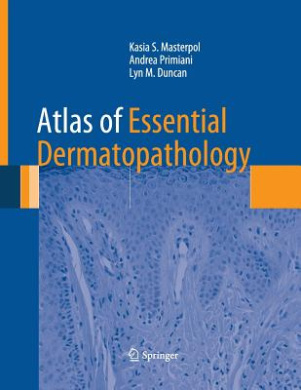 Kasia S. Masterpol
Andrea Primiani
Lyn M. Duncan
Atlas of Essential
Dermatopathology
Springer